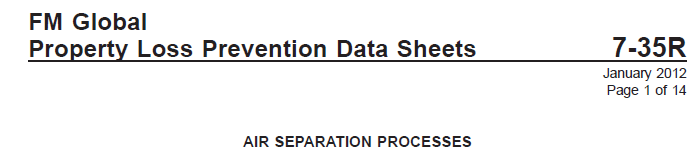 FM Global
Property Loss Prevention Data Sheets 7-35R
January 2012
Page 1 of 14
AIR SEPARATION PROCESSES